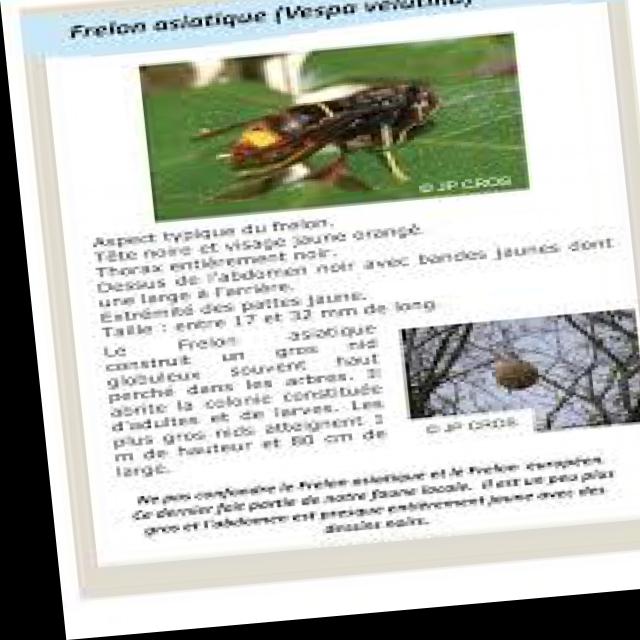 Frelon asiatique (Vespa velutina)
© JP CROS
Aspect typique du frelon.
Tête noire et visage jaune orangé.
Thorax entièrement noir.
Dessus de l'abdomen noir avec bandes jaunes dont
une large à l'arrière.
Extrémité des pattes jaune.
Taille : entre 17 et 32 mm de long
Le Frelon asiatique
construit un gros nid
globuleux souvent haut
perché dans les arbres. Il
abrite la colonie constituée
d'adultes et de larves. Les
plus gros nids atteignent 1
m de hauteur et 80 cm de
large.
© JP CROS
Ne pas confondre le Frelon asiatique et le Frelon européen.
Ce dernier fait partie de notre faune locale. Il est un peu plus
gros et l'abdomen est presque entièrement jaune avec des
dessins noirs.